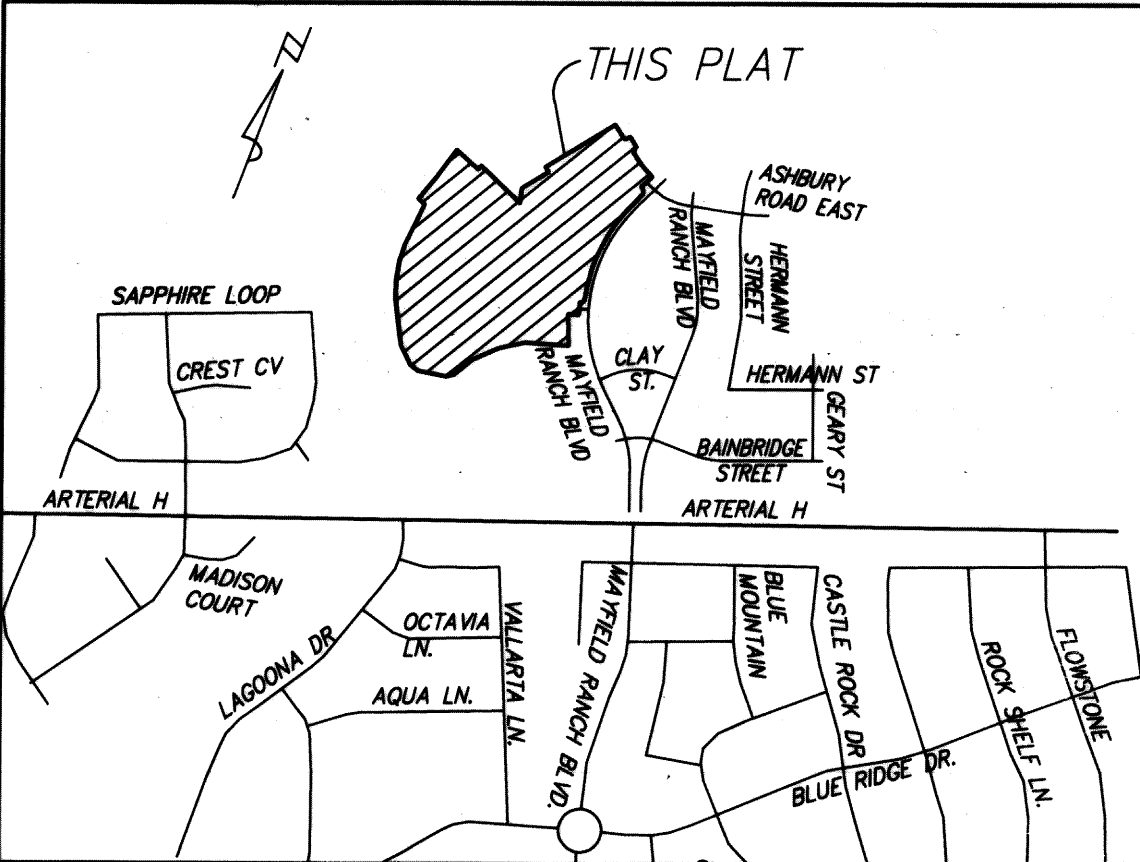 N
THIS PLAT
ASHBURY
ROAD EAST
MAYFIELD
RANCH BLVD
HERMANN
STREET
SAPPHIRE LOOP
CREST CV
CLAY
ST.
MAYFIELD
RANCH BLVD
HERMANN ST
GEARY ST
BAINBRIDGE
STREET
ARTERIAL H
ARTERIAL H
MADISON
COURT
LAGOONA DR
OCTAVIA
LN.
AQUA LN.
VALLARTA LN.
MAYFIELD RANCH BLVD.
BLUE
MOUNTAIN
CASTLE ROCK DR
ROCK SHELF LN.
FLOWSTONE
BLUE RIDGE DR.